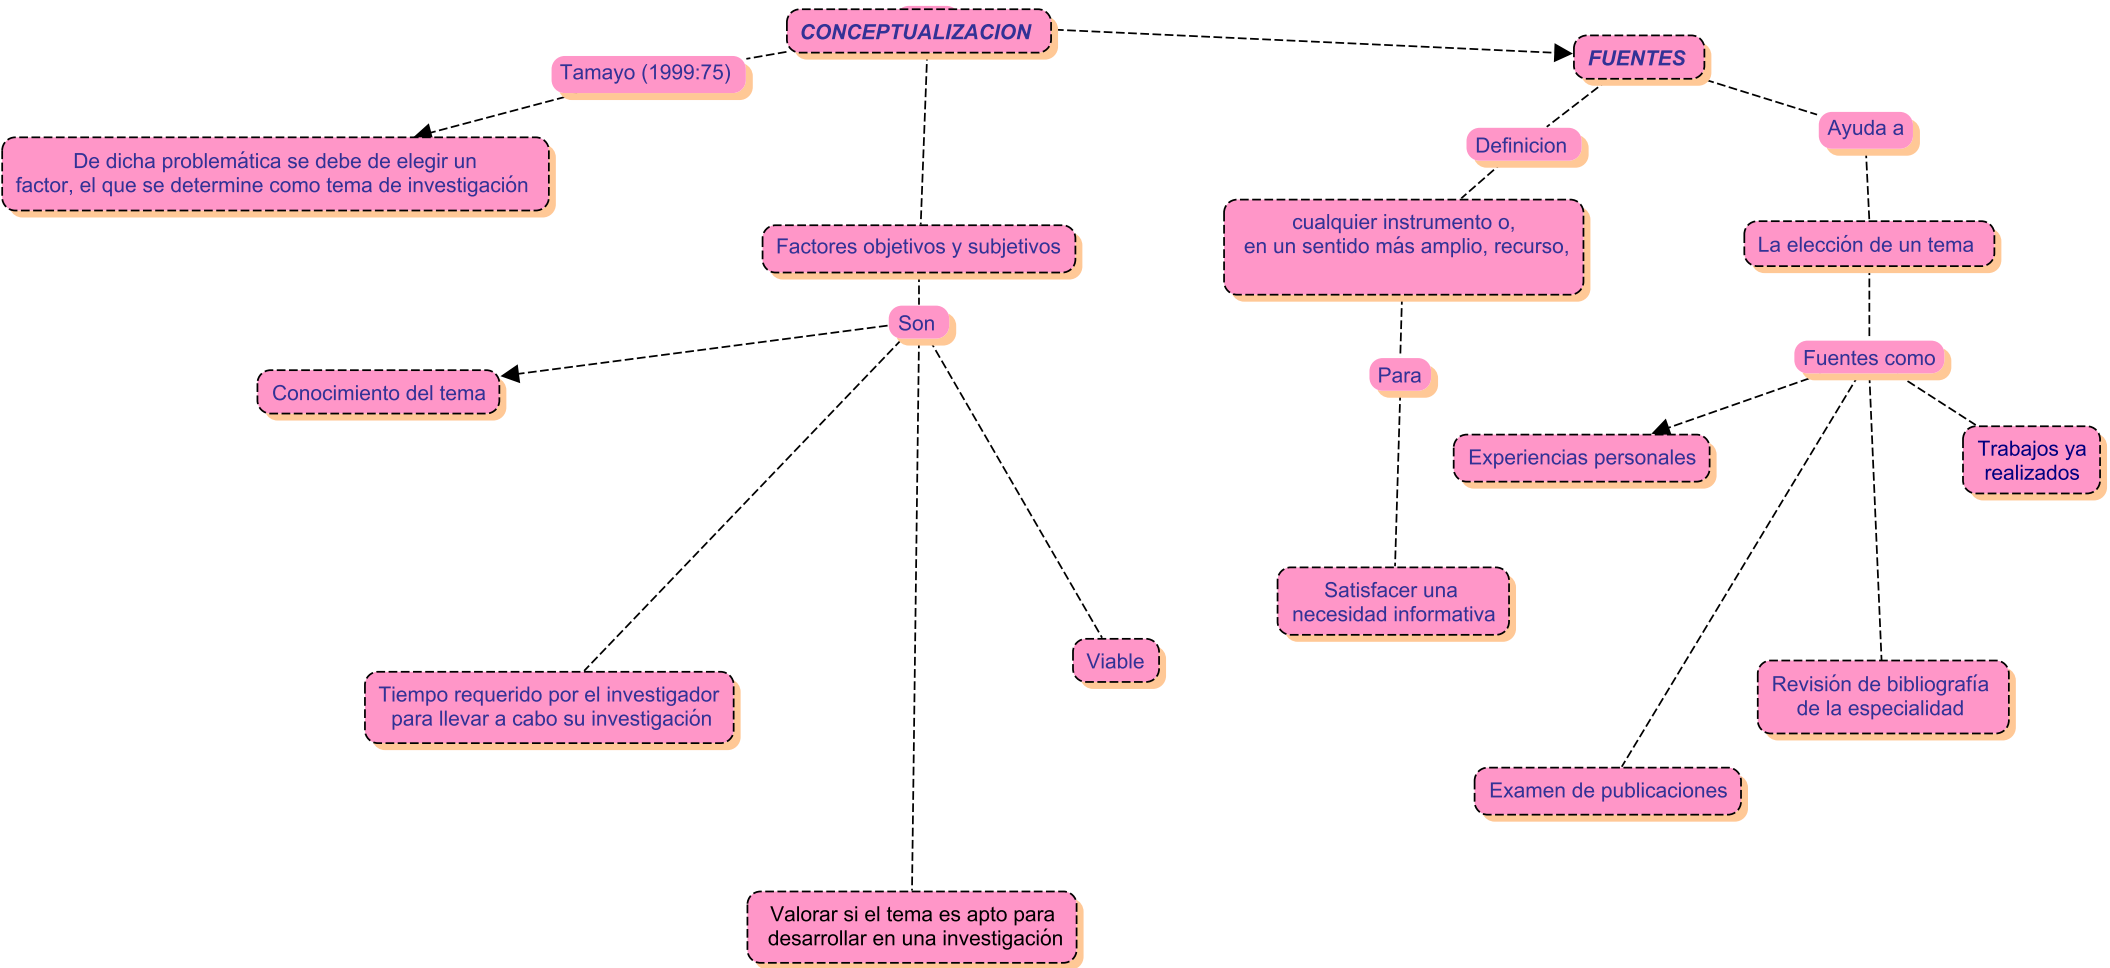 CONCEPTUALIZACION
FUENTES
Tamayo (1999:75)
De dicha problemática se debe de elegir un
factor, el que se determine como tema de investigación
Factores objetivos y subjetivos
Son
Conocimiento del tema
Tiempo requerido por el investigador
para llevar a cabo su investigación
Valorar si el tema es apto para
desarrollar en una investigación
Viable
Definicion
cualquier instrumento o,
en un sentido más amplio, recurso,
Para
Satisfacer una
necesidad informativa
Ayuda a
La elección de un tema
Fuentes como
Experiencias personales
Examen de publicaciones
Revisión de bibliografía
de la especialidad
Trabajos ya
realizados